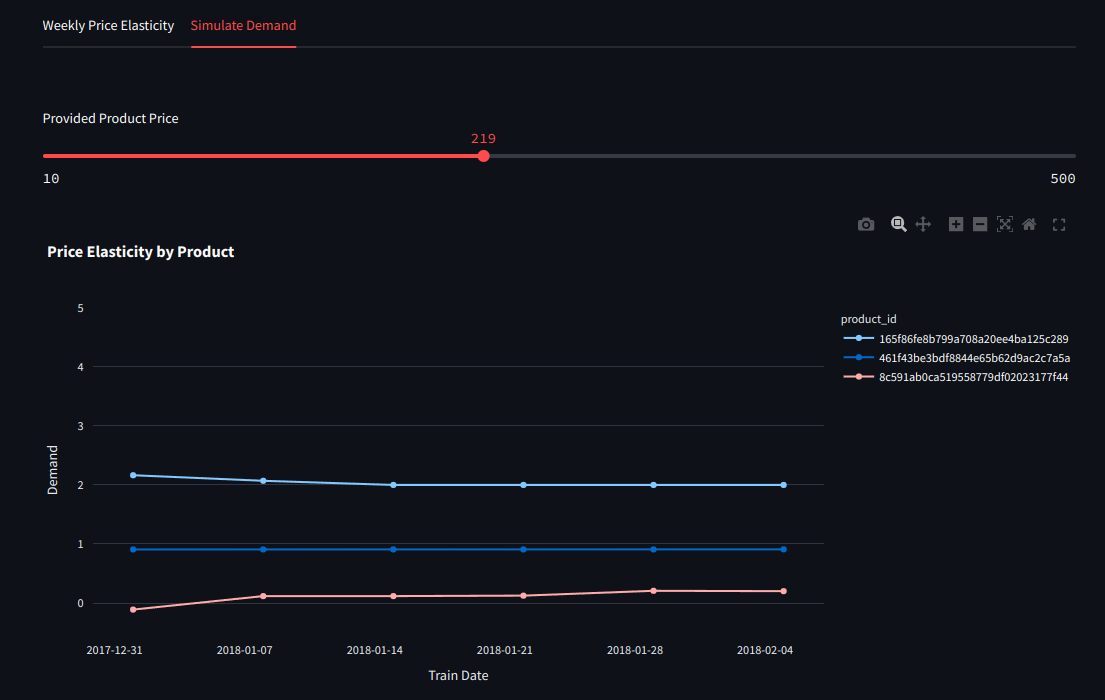 Weekly Price Elasticity Simulate Demand
Provided Product Price
219
10 500
Price Elasticity by Product
5
4
3
2
1
0
Demand
2017-12-31 2018-01-07 2018-01-14 2018-01-21 2018-01-28 2018-02-04
Train Date
product_id
165f86fe8b799a708a20ee4ba125c289
461f43be3bdf8844e65b62d9ac2c7a5a
8c591ab0ca519558779df02023177f44